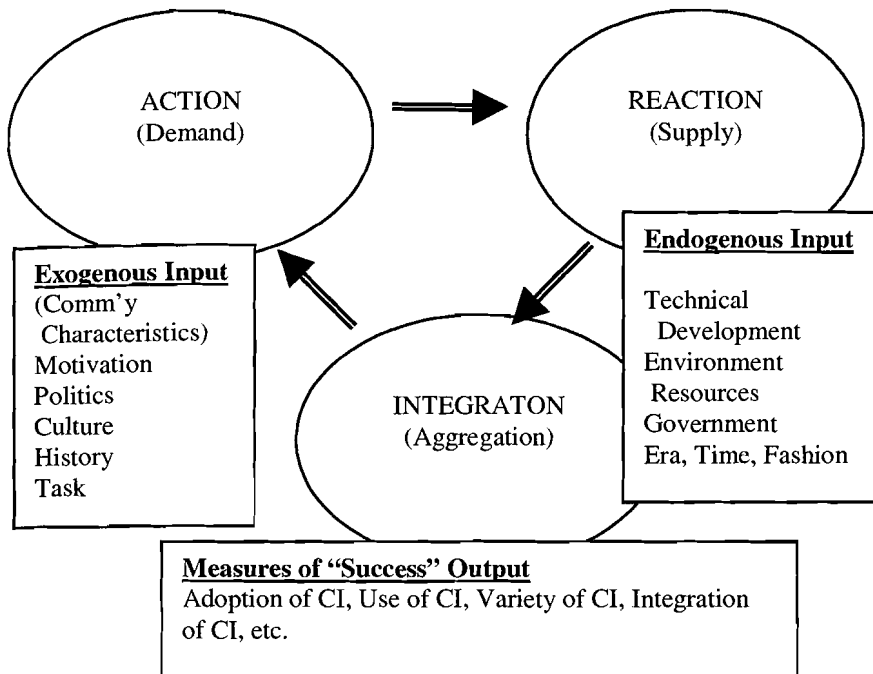 ACTION
(Demand)
REACTION
(Supply)
Exogenous Input
(Comm'y
Characteristics)
Motivation
Politics
Culture
History
Task
Endogenous Input
Technical
Development
Environment
Resources
Government
Era, Time, Fashion
INTEGRATON
(Aggregation)
Measures of “Success” Output
Adoption of CI, Use of CI, Variety of CI, Integration
of CI, etc.